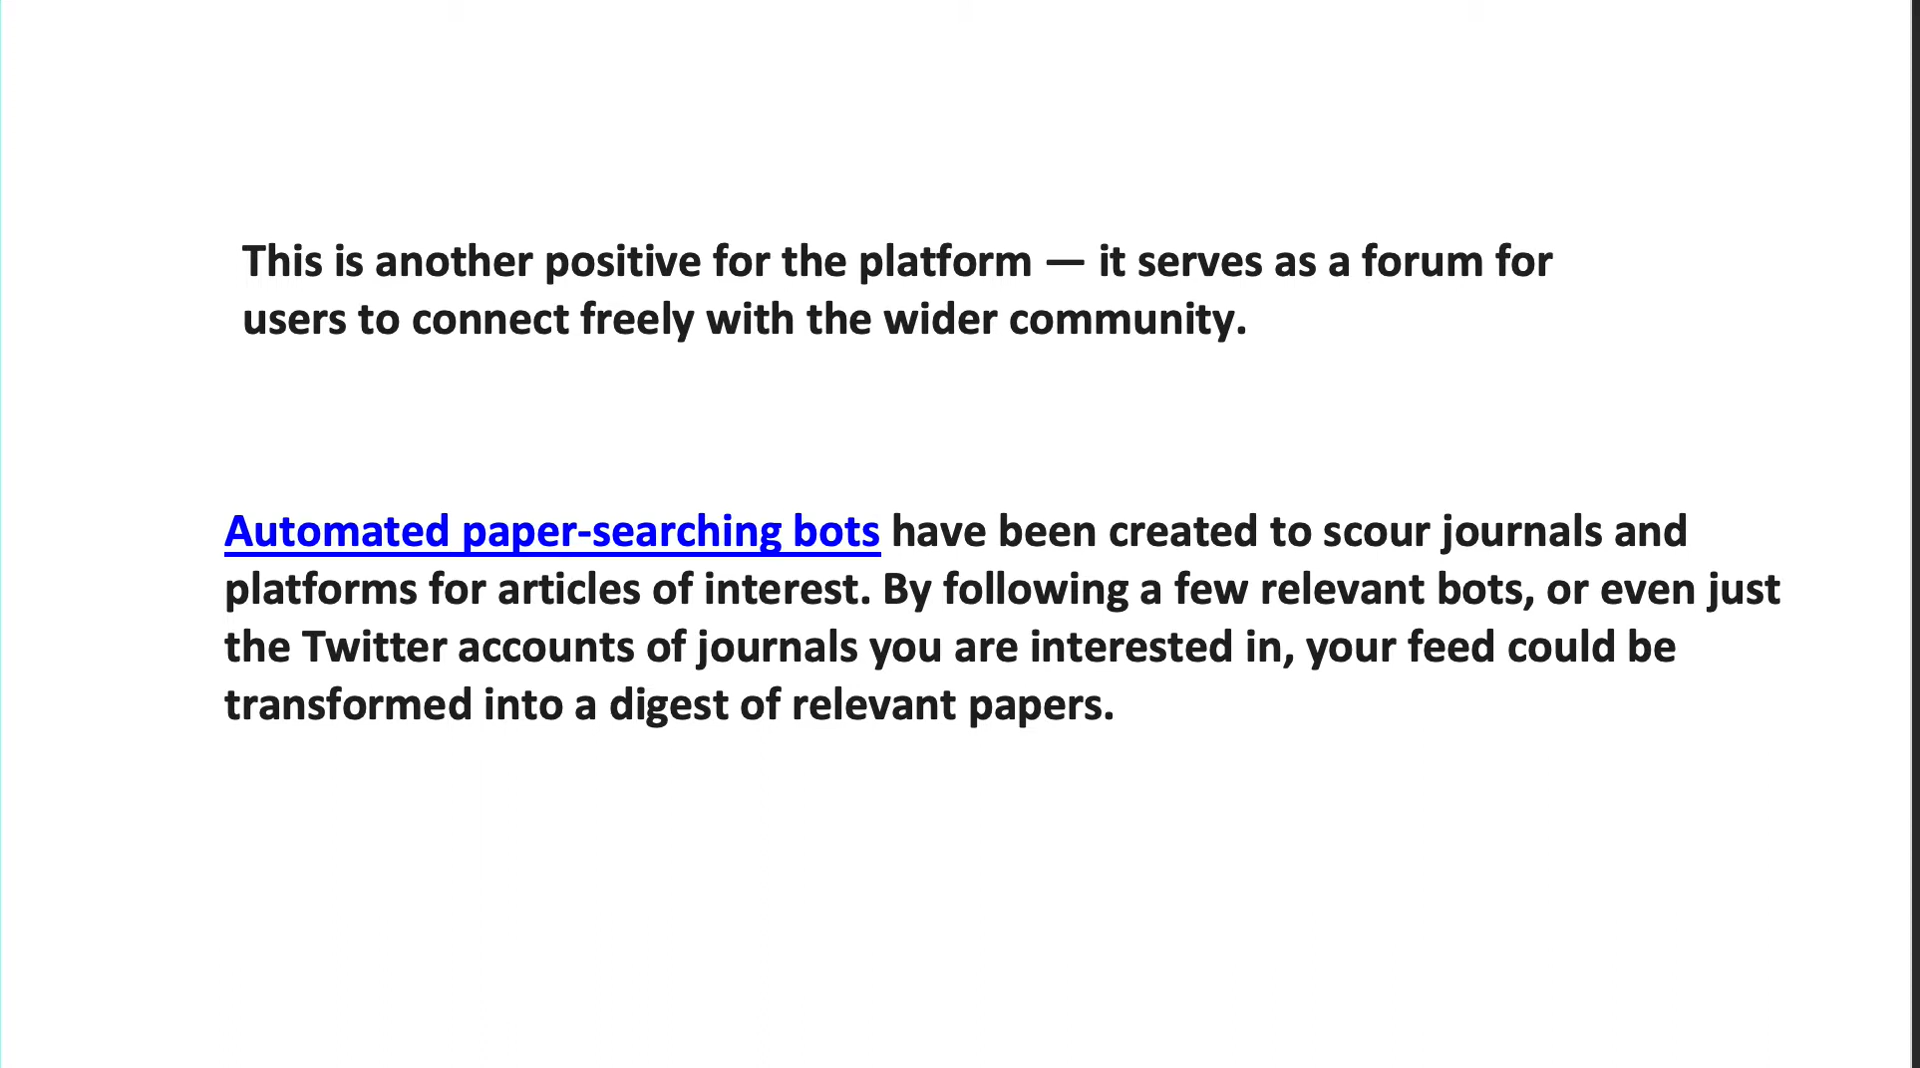 This is another positive for the platform — it serves as a forum for
users to connect freely with the wider community.
Automated paper-searching bots have been created to scour journals and
platforms for articles of interest. By following a few relevant bots, or even just
the Twitter accounts of journals you are interested in, your feed could be
transformed into a digest of relevant papers.